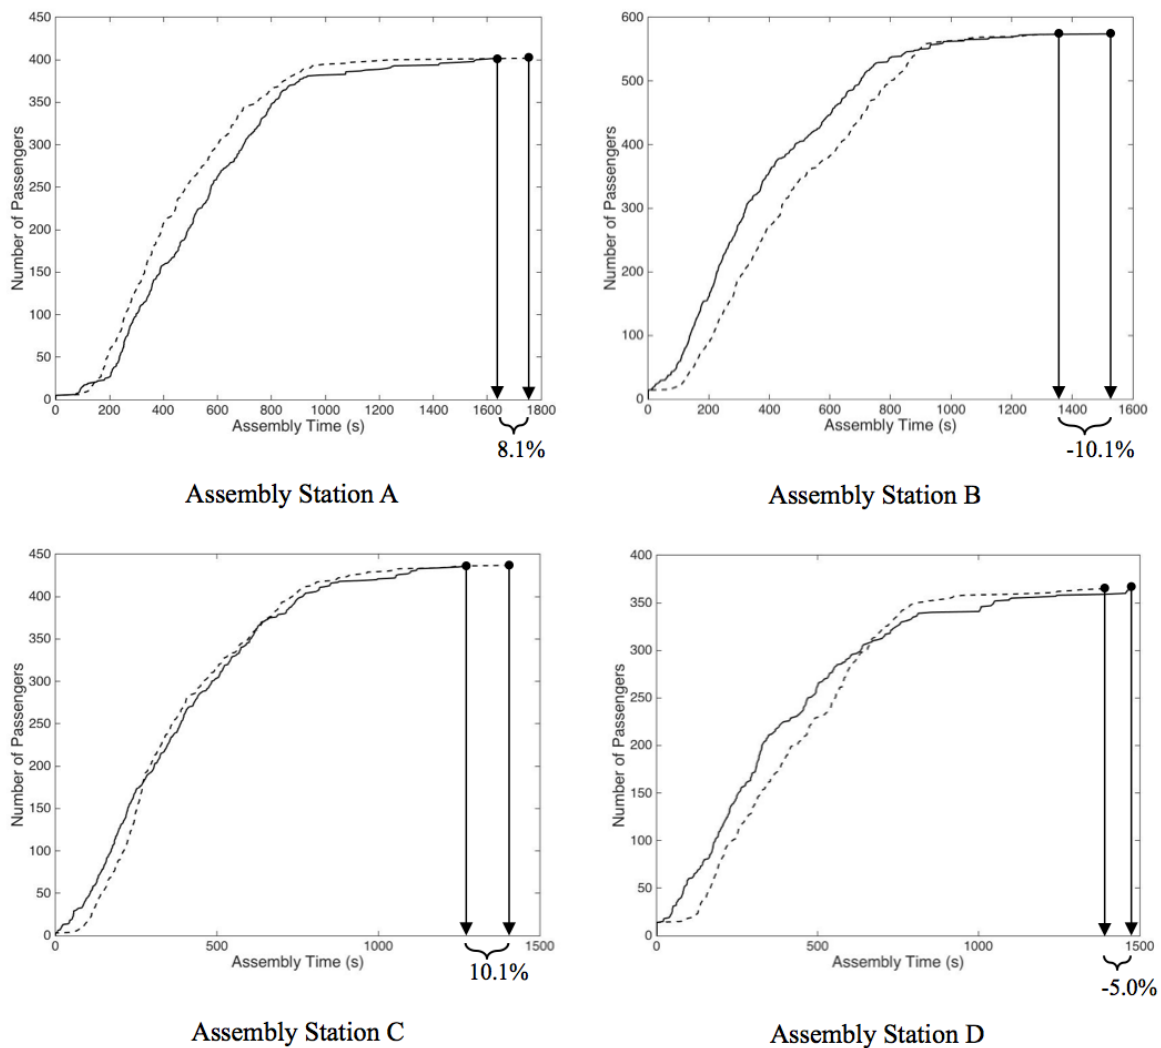 450
400
350
300
250
200
150
100
50
0
Number of Passengers
0 200 400 600 800 1000 1200 1400 1600 1800
Assembly Time (s)
8.1%
Assembly Station A
600
500
400
300
200
100
0
Number of Passengers
0 200 400 600 800 1000 1200 1400 1600
Assembly Time (s)
-10.1%
Assembly Station B
450
400
350
300
250
200
150
100
50
0
Number of Passengers
0 500 1000 1500
Assembly Time (s)
10.1%
Assembly Station C
400
350
300
250
200
150
100
50
0
Number of Passengers
0 500 1000 1500
Assembly Time (s)
-5.0%
Assembly Station D